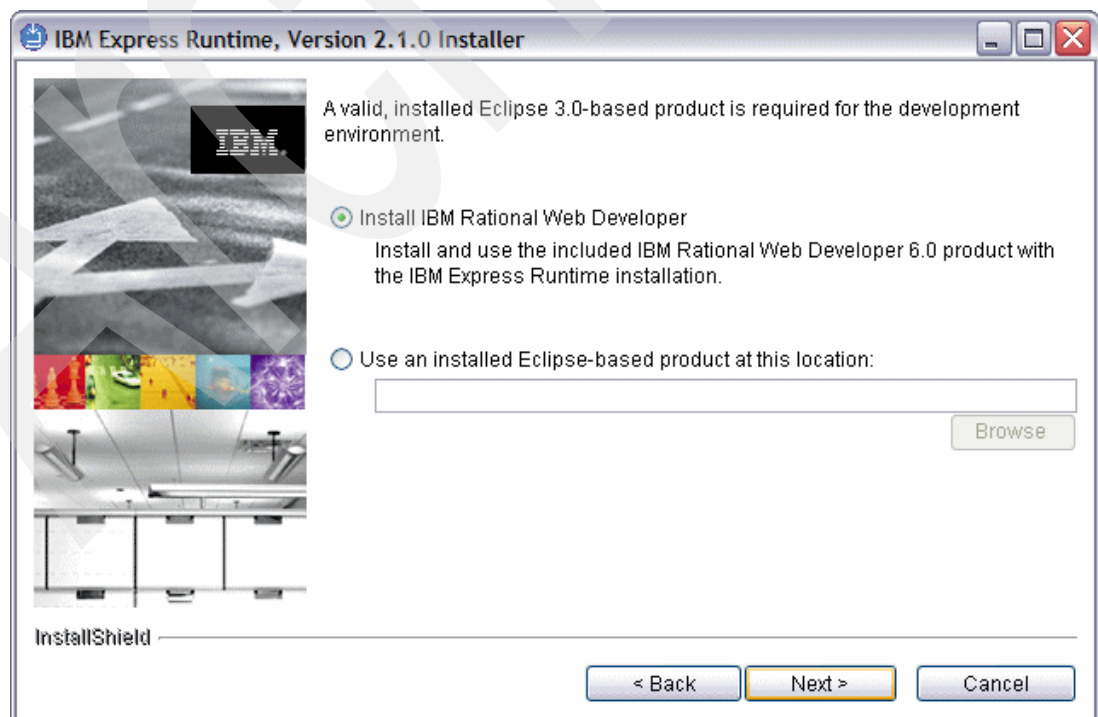 IBM Express Runtime, Version 2.1.0 Installer
IBM.
A valid, installed Eclipse 3.0-based product is required for the development
environment.
Install IBM Rational Web Developer
Install and use the included IBM Rational Web Developer 6.0 product with
the IBM Express Runtime installation.
Use an installed Eclipse-based product at this location:
Browse
InstallShield
< Back
Next >
Cancel